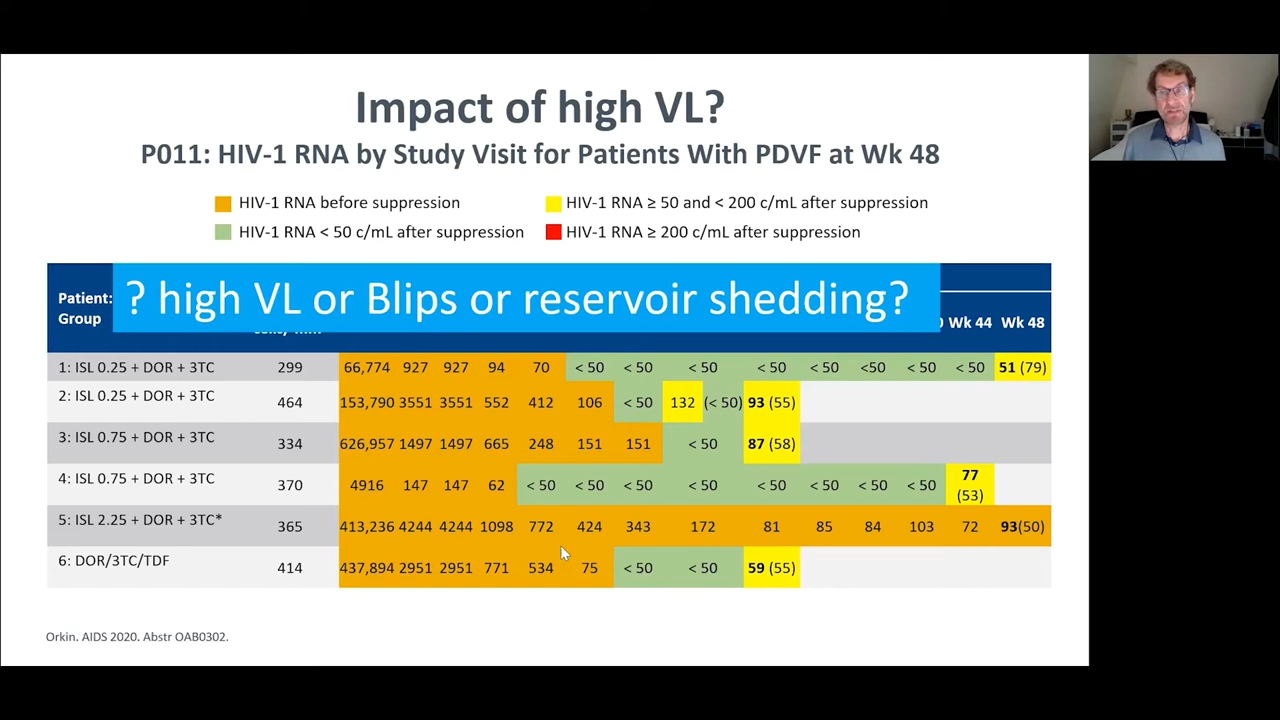 Impact of high VL?
P011: HIV-1 RNA by Study Visit for Patients With PDVF at Wk 48
HIV-1 RNA before suppression
HIV-1 RNA ≥ 50 and < 200 c/mL after suppression
HIV-1 RNA < 50 c/mL after suppression
HIV-1 RNA ≥ 200 c/mL after suppression
? high VL or Blips or reservoir shedding?
Patient:
Group
0 Wk 44 Wk 48
1: ISL 0.25 + DOR + 3TC 299 66,774 927 927 94 70 < 50 < 50 < 50 < 50 < 50 <50 < 50 < 50 51 (79)
2: ISL 0.25 + DOR + 3TC 464 153,790 3551 3551 552 412 106 < 50 132 (< 50) 93 (55)
3: ISL 0.75 + DOR + 3TC 334 626,957 1497 1497 665 248 151 151 < 50 87 (58)
4: ISL 0.75 + DOR + 3TC 370 4916 147 147 62 < 50 < 50 < 50 < 50 < 50 < 50 < 50 < 50 77
(53)
5: ISL 2.25 + DOR + 3TC* 365 413,236 4244 4244 1098 772 424 343 172 81 85 84 103 72 93(50)
6: DOR/3TC/TDF 414 437,894 2951 2951 771 534 75 < 50 < 50 59 (55)
Orkin. AIDS 2020. Abstr OAB0302.